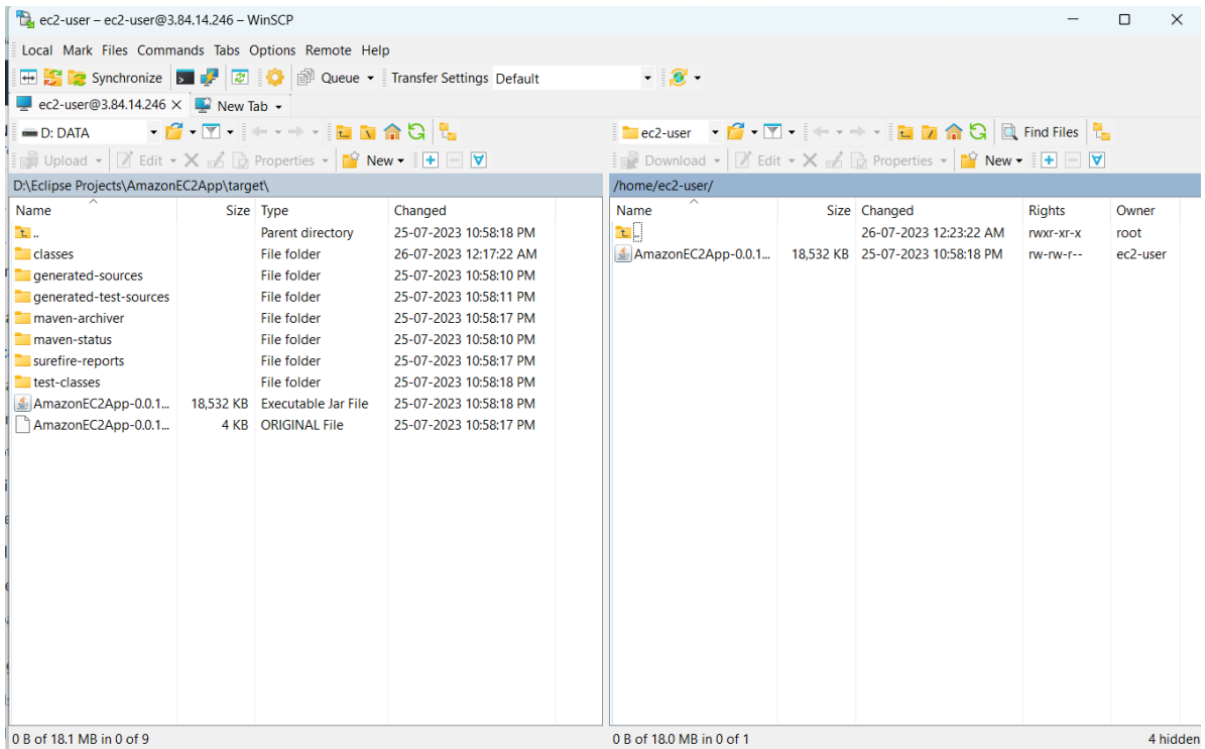 ec2-user – ec2-user@3.84.14.246 – WinSCP
Local Mark Files Commands Tabs Options Remote Help
Synchronize Queue Transfer Settings Default
ec2-user@3.84.14.246 × New Tab
D: DATA
Upload Edit Properties New
D:\Eclipse Projects\AmazonEC2App\target\
Name Size Type Changed
.. Parent directory 25-07-2023 10:58:18 PM
classes File folder 26-07-2023 12:17:22 AM
generated-sources File folder 25-07-2023 10:58:10 PM
generated-test-sources File folder 25-07-2023 10:58:11 PM
maven-archiver File folder 25-07-2023 10:58:17 PM
maven-status File folder 25-07-2023 10:58:10 PM
surefire-reports File folder 25-07-2023 10:58:17 PM
test-classes File folder 25-07-2023 10:58:18 PM
AmazonEC2App-0.0.1... 18,532 KB Executable Jar File 25-07-2023 10:58:18 PM
AmazonEC2App-0.0.1... 4 KB ORIGINAL File 25-07-2023 10:58:17 PM
0 B of 18.1 MB in 0 of 9
ec2-user Find Files
Download Edit Properties New
/home/ec2-user/
Name Size Changed Rights Owner
.. 26-07-2023 12:23:22 AM rwxr-xr-x root
AmazonEC2App-0.0.1... 18,532 KB 25-07-2023 10:58:18 PM rw-rw-r-- ec2-user
0 B of 18.0 MB in 0 of 1 4 hidden